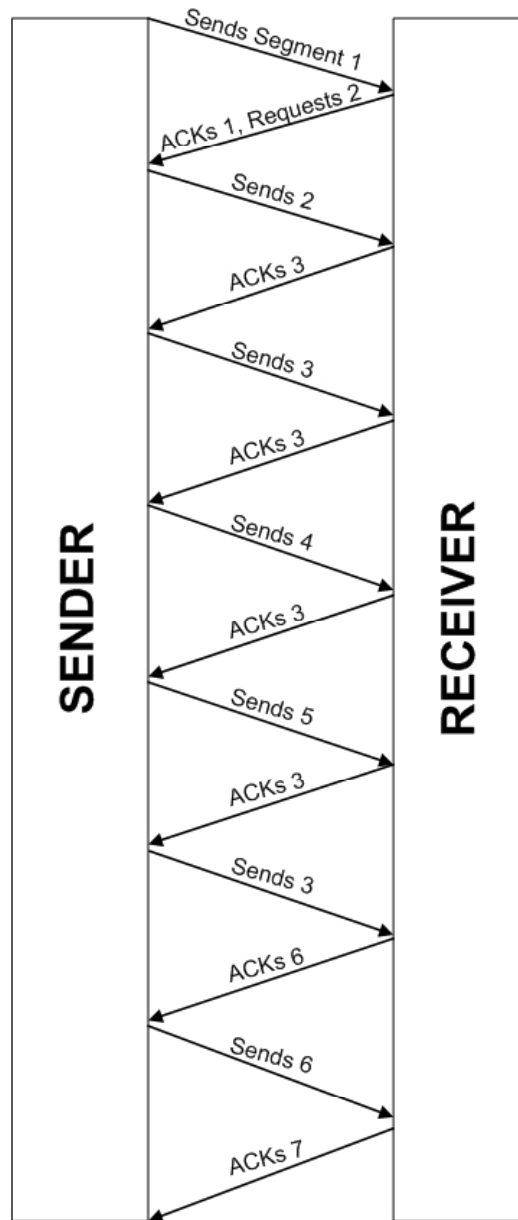 Sends Segment 1
ACKs 1, Requests 2
Sends 2
ACKs 3
Sends 3
ACKs 3
Sends 4
ACKs 3
Sends 5
ACKs 3
Sends 3
ACKs 6
Sends 6
ACKs 7
SENDER
RECEIVER